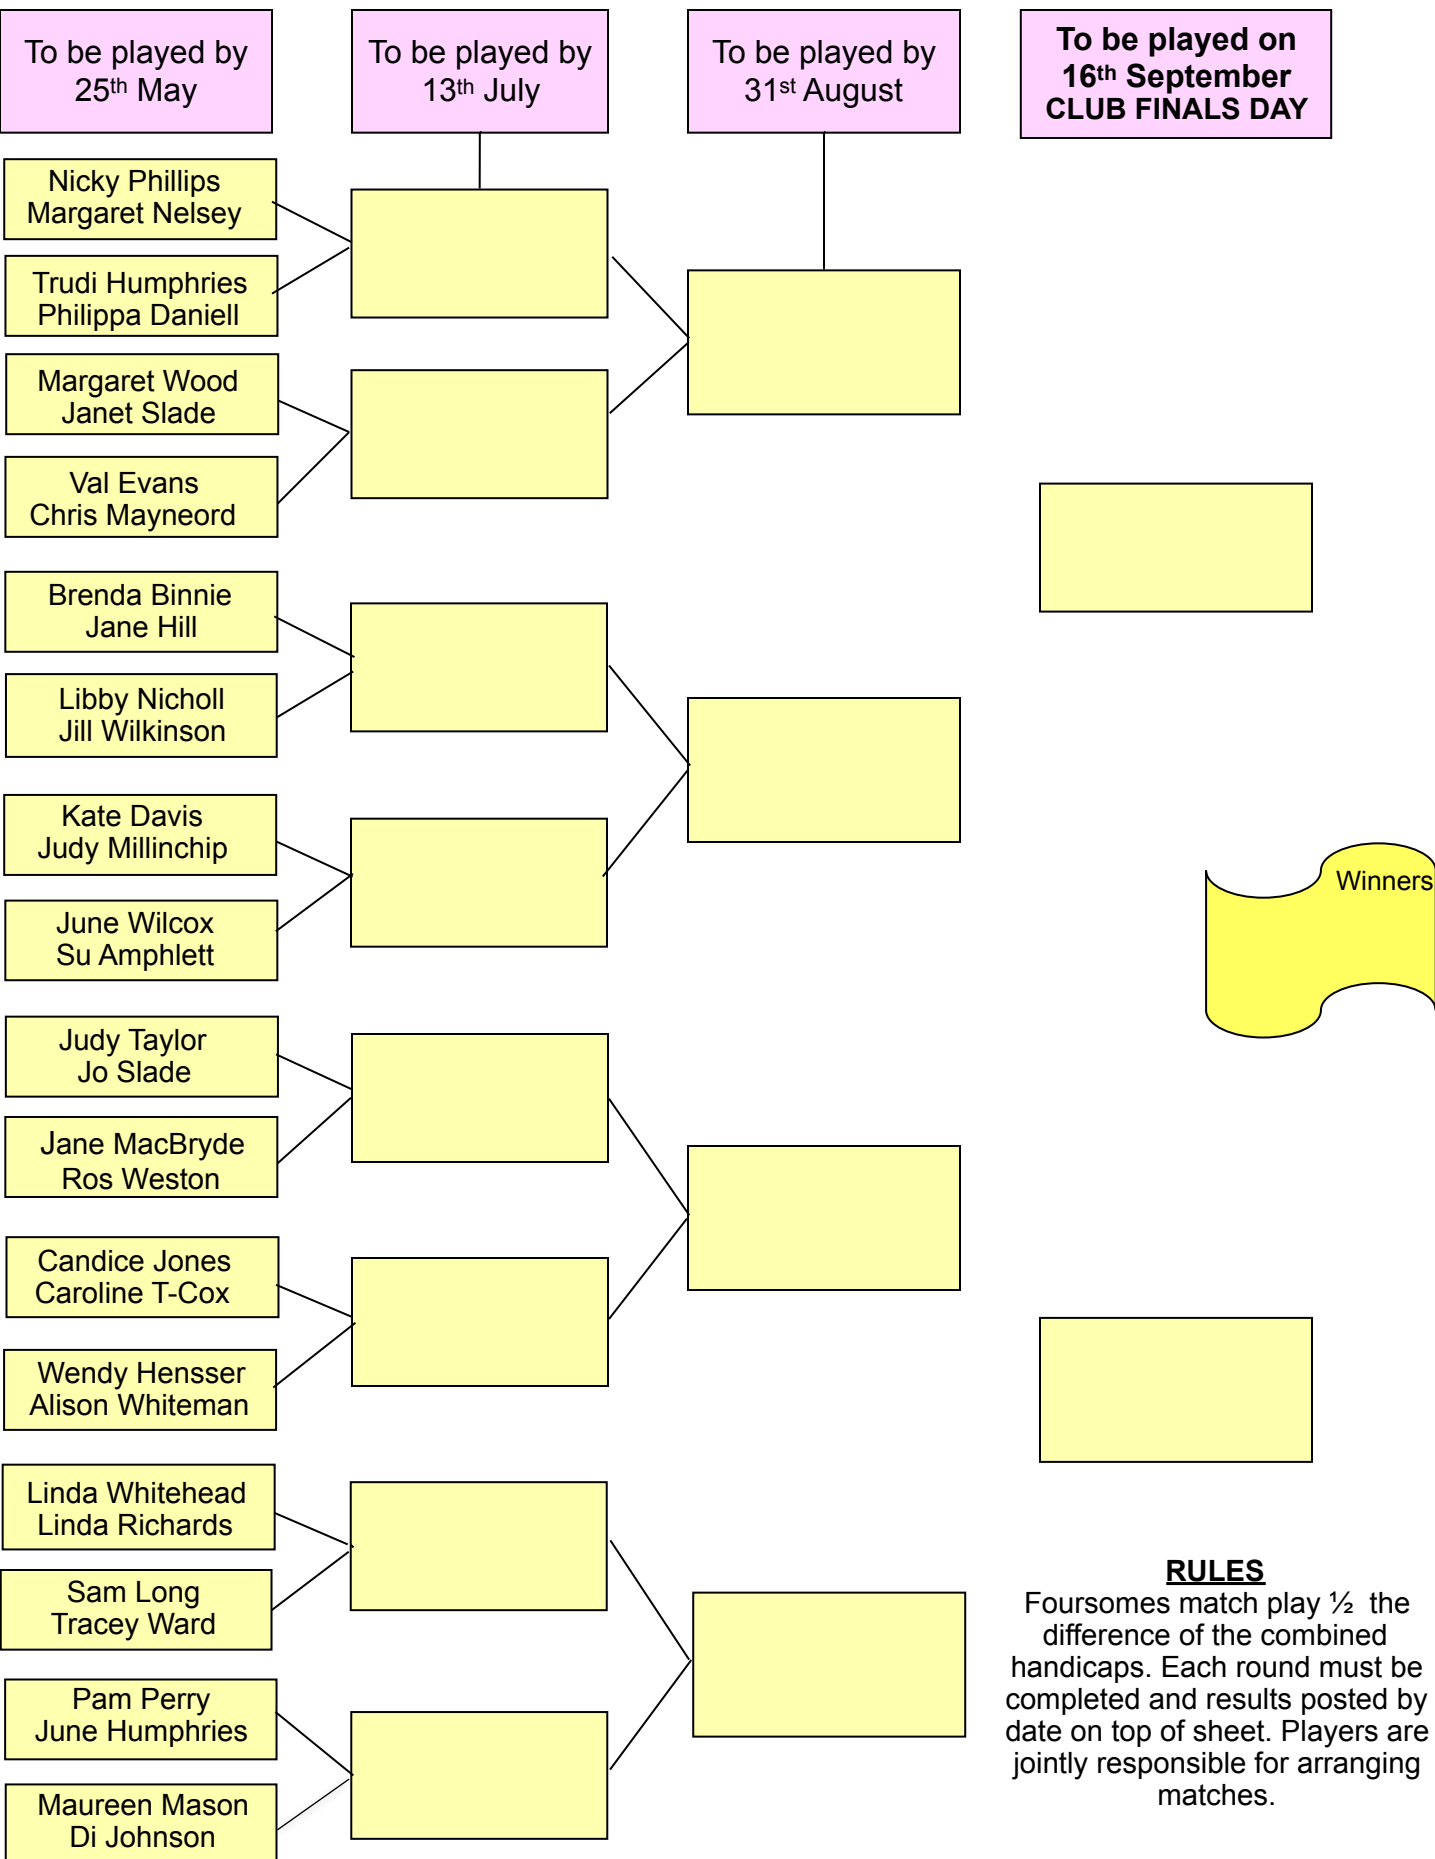 To be played by
25th May
To be played by
13th July
To be played by
31st August
To be played on
16th September
CLUB FINALS DAY
Nicky Phillips
Margaret Nelsey
Trudi Humphries
Philippa Daniell
Margaret Wood
Janet Slade
Val Evans
Chris Mayneord
Brenda Binnie
Jane Hill
Libby Nicholl
Jill Wilkinson
Kate Davis
Judy Millinchip
June Wilcox
Su Amphlett
Winners
Judy Taylor
Jo Slade
Jane MacBryde
Ros Weston
Candice Jones
Caroline T-Cox
Wendy Hensser
Alison Whiteman
Linda Whitehead
Linda Richards
Sam Long
Tracey Ward
Pam Perry
June Humphries
Maureen Mason
Di Johnson
RULES
Foursomes match play ½ the
difference of the combined
handicaps. Each round must be
completed and results posted by
date on top of sheet. Players are
jointly responsible for arranging
matches.